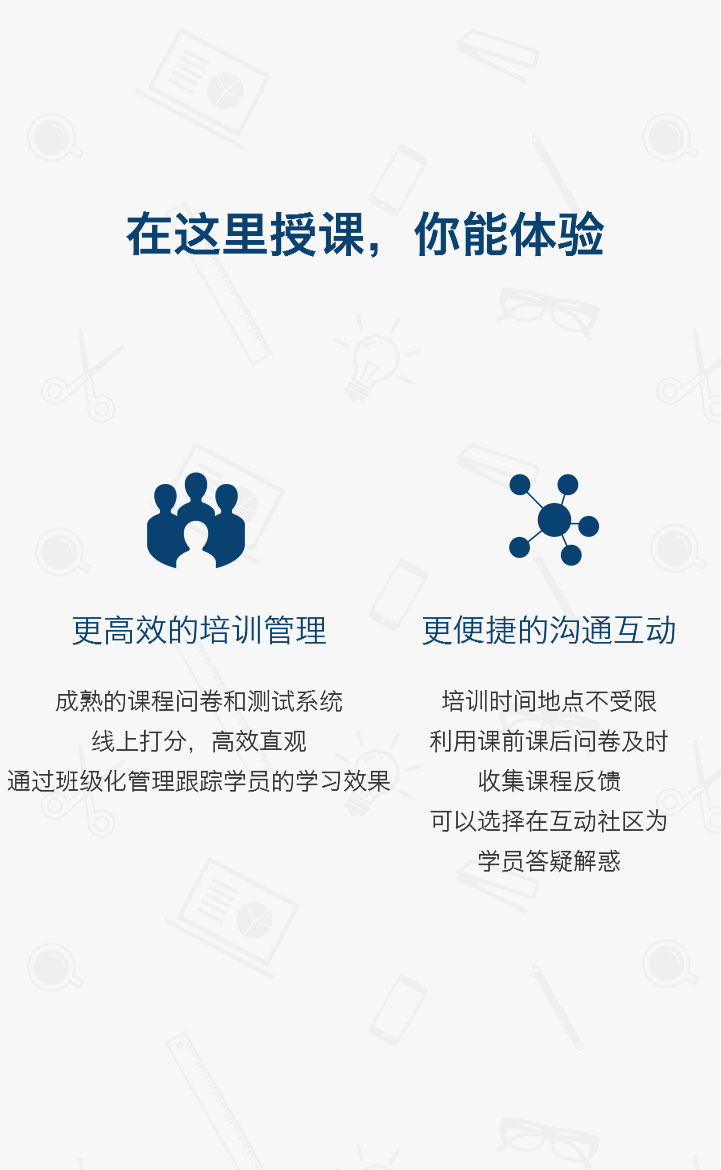 在这里授课，你能体验
更高效的培训管理
成熟的课程问卷和测试系统
线上打分，高效直观
通过班级化管理跟踪学员的学习效果
更便捷的沟通互动
培训时间地点不受限
利用课前课后问卷及时
收集课程反馈
可以选择在互动社区为
学员答疑解惑